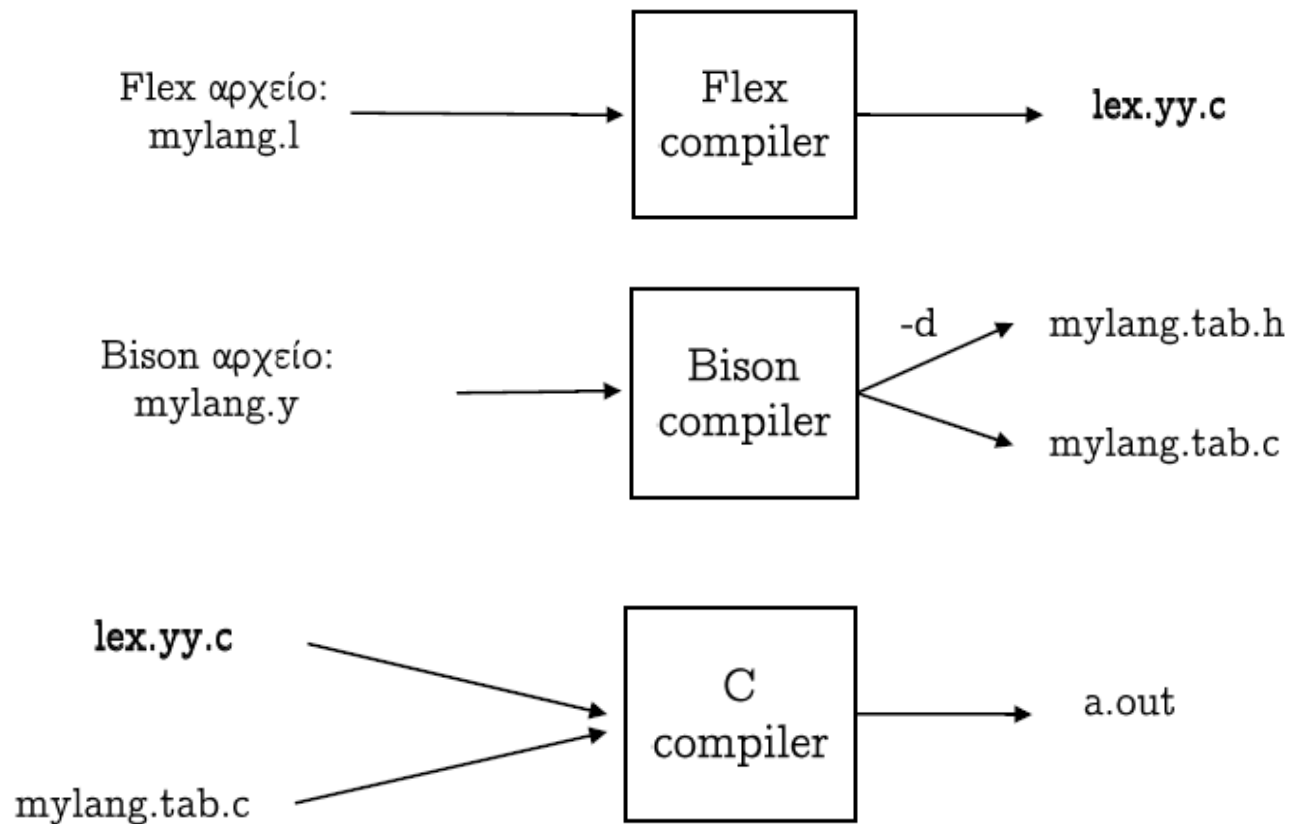 Flex αρχείο:
mylang.l
Flex
compiler
lex.yy.c
Bison αρχείο:
mylang.y
Bison
compiler
-d
mylang.tab.h
mylang.tab.c
lex.yy.c
mylang.tab.c
C
compiler
a.out